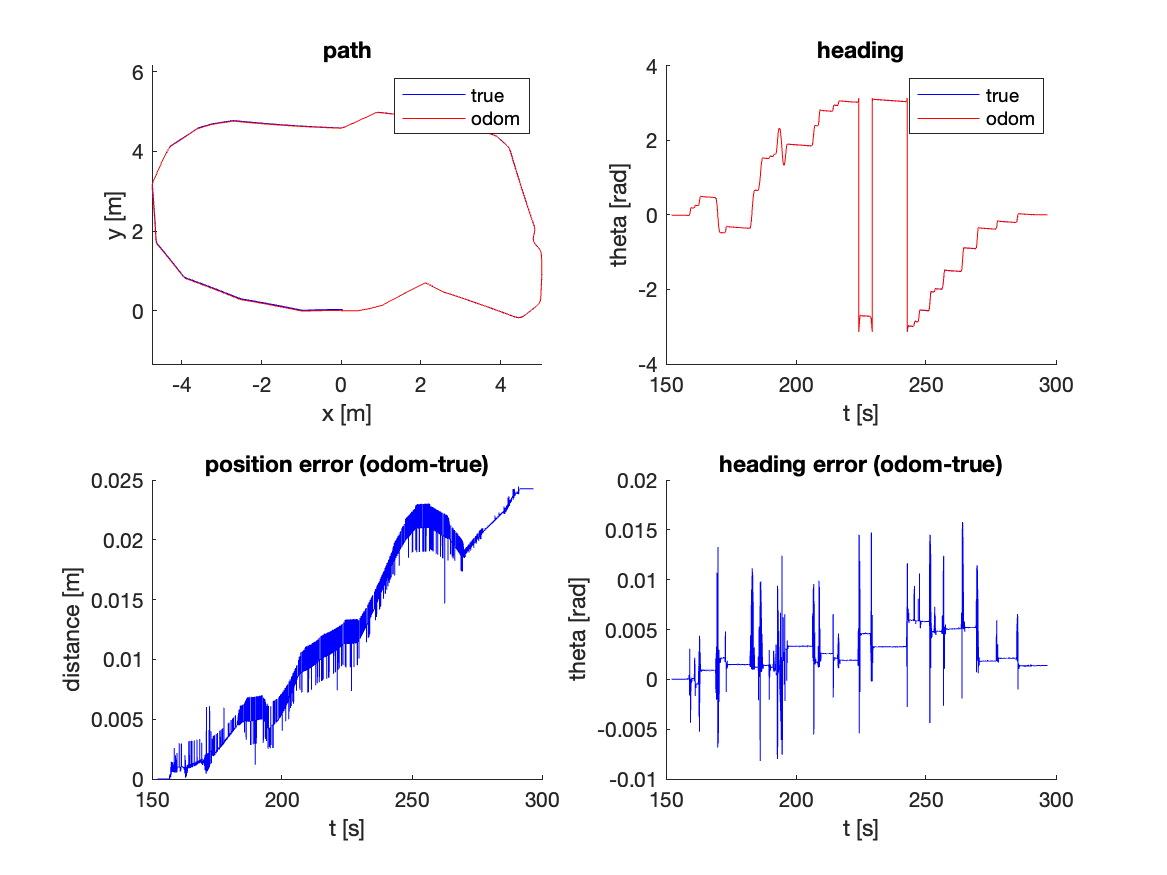 path
6
4
2
0
y [m]
-4
-2
0
2
4
x [m]
true
odom
heading
4
2
0
-2
-4
theta [rad]
150
200
250
300
t [s]
true
odom
position error (odom-true)
0.025
0.02
0.015
0.01
0.005
0
distance [m]
150
200
250
300
t [s]
heading error (odom-true)
0.02
0.015
0.01
0.005
0
-0.005
-0.01
theta [rad]
150
200
250
300
t [s]